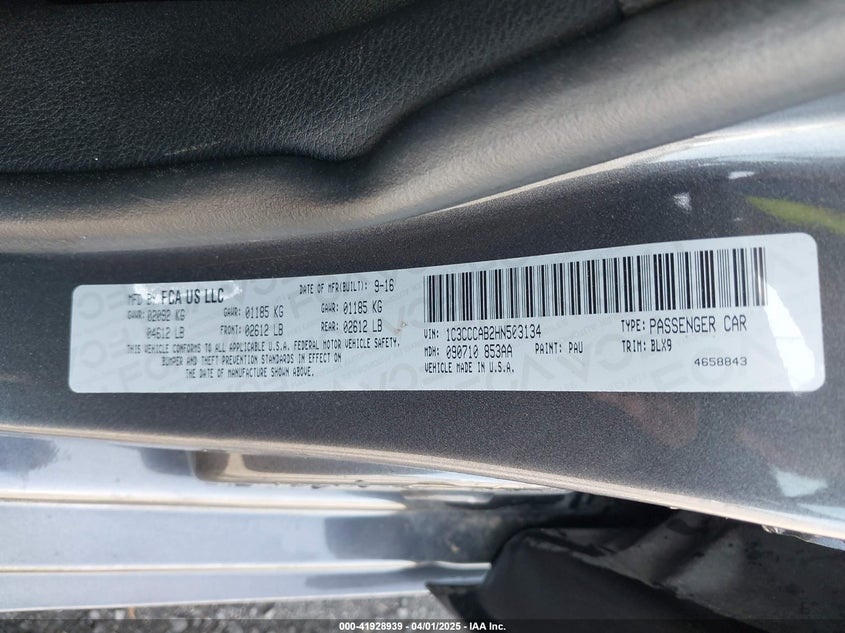 MFD BY FCA US LLC DATE OF MFR(BUILT): 9-16
GVWR: 02092 KG GAWR: 01185 KG GAWR: 01185 KG
04612 LB FRONT: 02612 LB REAR: 02612 LB
THIS VEHICLE CONFORMS TO ALL APPLICABLE U.S.A. FEDERAL MOTOR VEHICLE SAFETY,
BUMPER AND THEFT PREVENTION STANDARDS IN EFFECT ON
THE DATE OF MANUFACTURE SHOWN ABOVE.
VIN: 1C3CCCAB2HN503134 TYPE: PASSENGER CAR
MDH: 090710 853AA PAINT: PAU TRIM: BLX9
VEHICLE MADE IN U.S.A. 4658843
000-41928939 04/01/2025 IAA Inc.